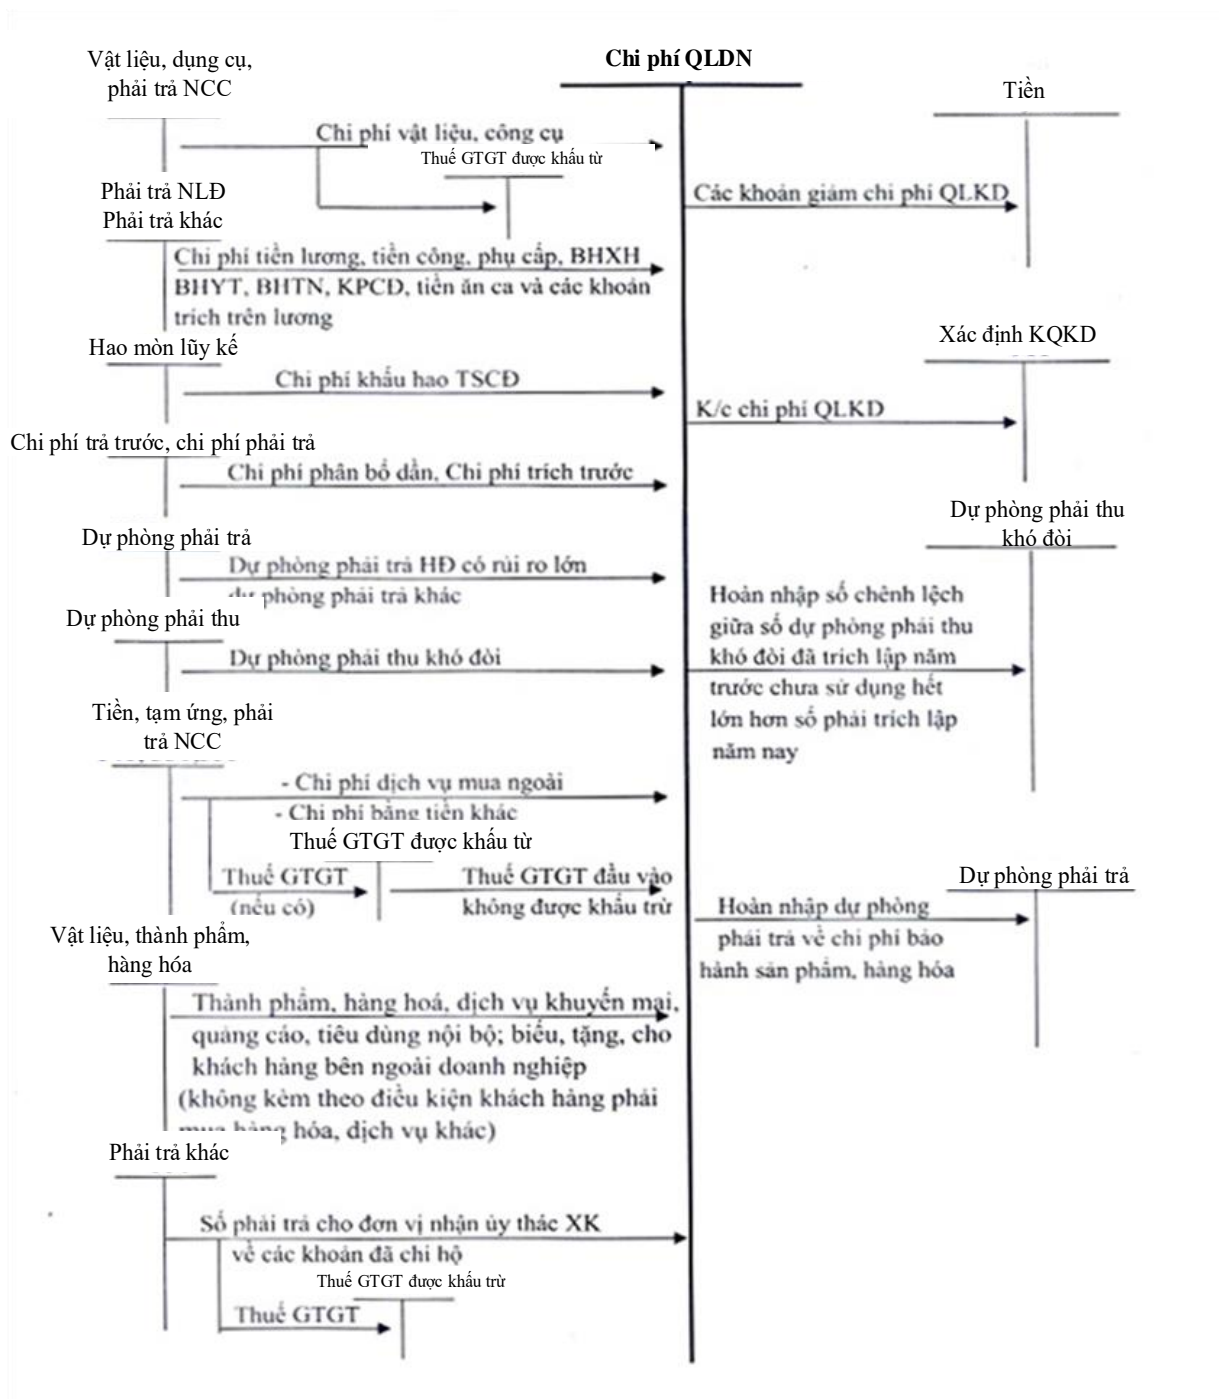 Vật liệu, dụng cụ,
phải trả NCC
Chi phí QLDN
Tiền
Chi phí vật liệu, công cụ
Thuế GTGT được khấu từ
Phải trả NLĐ
Phải trả khác
Các khoản giảm chi phí QLKD
Chi phí tiền lương, tiền công, phụ cấp, BHXH
BHYT, BHTN, KPCD, tiền ăn ca và các khoản
trích trên lương
Hao mòn lũy kế
Xác định KQKD
Chi phí khấu hao TSCĐ
K/c chi phí QLKD
Chi phí trả trước, chi phí phải trả
Chi phí phân bổ dần, Chi phí trích trước
Dự phòng phải thu
khó đòi
Dự phòng phải trả
Dự phòng phải trả HĐ có rủi ro lớn
phòng phải trả khác
Dự phòng phải thu
Dự phòng phải thu khó đòi
Hoàn nhập số chênh lệch
giữa số dự phòng phải thu
khó đòi đã trích lập năm
trước chưa sử dụng hết
lớn hơn số phải trích lập
năm nay
Tiền, tạm ứng, phải
trả NCC
- Chi phí dịch vụ mua ngoài
- Chi phí bằng tiền khác
Thuế GTGT được khấu từ
Thuế GTGT
(nếu có)
Thuế GTGT đầu vào
không được khấu trừ
Dự phòng phải trả
Hoàn nhập dự phòng
phải trả về chi phí bảo
hành sản phẩm, hàng hóa
Vật liệu, thành phẩm,
hàng hóa
Thành phẩm, hàng hoá, dịch vụ khuyến mại,
quảng cáo, tiêu dùng nội bộ; biếu, tặng, cho
khách hàng bên ngoài doanh nghiệp
(không kèm theo điều kiện khách hàng phải
hóa, dịch vụ khác)
Phải trả khác
Số phải trả cho đơn vị nhận ủy thác XK
về các khoản đã chi hộ
Thuế GTGT được khấu trừ
Thuế GTGT